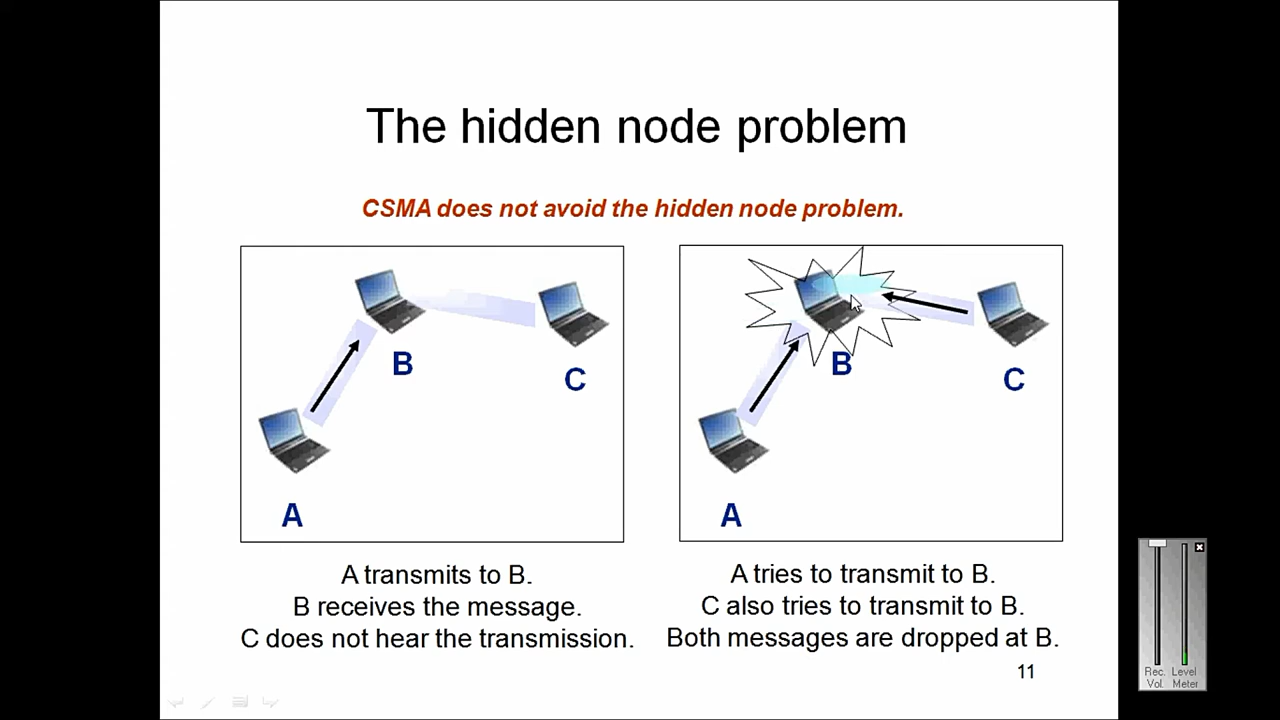 The hidden node problem
CSMA does not avoid the hidden node problem.
B
C
A
B
C
A
A transmits to B.
B receives the message.
C does not hear the transmission.
A tries to transmit to B.
C also tries to transmit to B.
Both messages are dropped at B.
11
Rec. Level
Vol. Meter